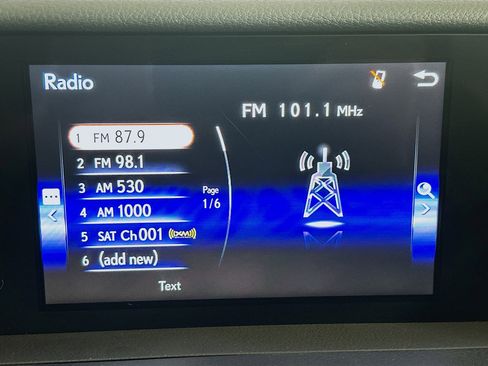 Radio
FM 101.1 MHz
1 FM 87.9
2 FM 98.1
3 AM 530
4 AM 1000
5 SAT Ch001 ((XM))
6 (add new)
Page
1/6
Text